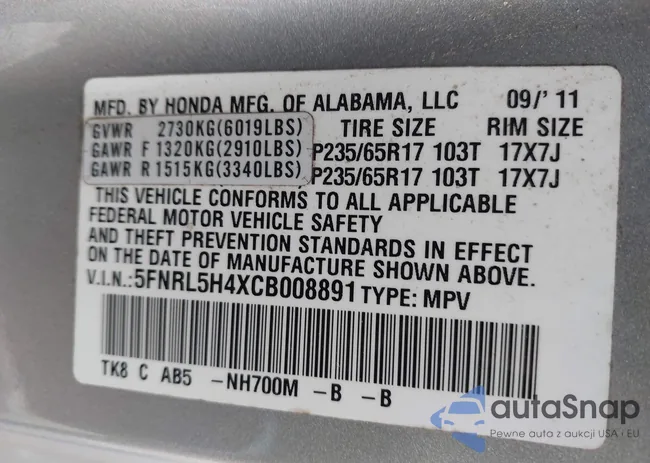 MFD. BY HONDA MFG. OF ALABAMA, LLC 09/'11
GVWR 2730KG(6019LBS) TIRE SIZE RIM SIZE
GAWR F 1320KG(2910LBS) P235/65R17 103T 17X7J
GAWR R 1515KG(3340LBS) P235/65R17 103T 17X7J
THIS VEHICLE CONFORMS TO ALL APPLICABLE
FEDERAL MOTOR VEHICLE SAFETY
AND THEFT PREVENTION STANDARDS IN EFFECT
ON THE DATE OF MANUFACTURE SHOWN ABOVE.
V.I.N.:5FNRL5H4XCB008891 TYPE: MPV
TK8 C AB5 -NH700M -B -B
autaSnap
Pewne auta z aukcji USA i EU